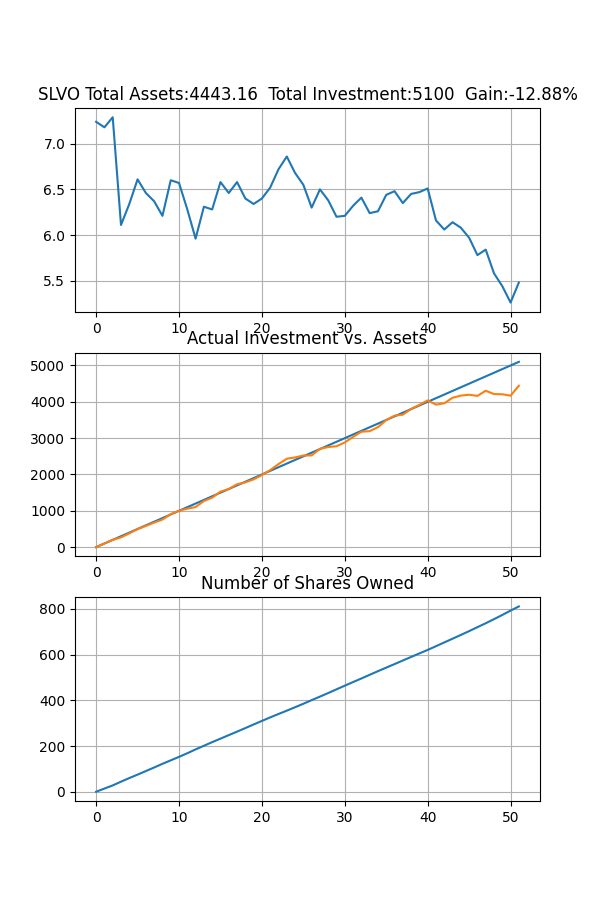 SLVO Total Assets:4443.16  Total Investment:5100  Gain:-12.88%
7.0
6.5
6.0
5.5
0 10 20 30 40 50
Actual Investment vs. Assets
5000
4000
3000
2000
1000
0
0 10 20 30 40 50
Number of Shares Owned
800
600
400
200
0
0 10 20 30 40 50